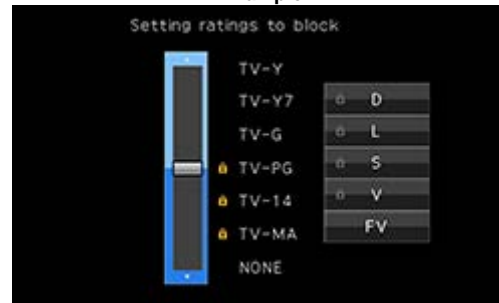 Setting ratings to block
TV-Y
TV-Y7
D
TV-G
L
TV-PG
S
TV-14
V
TV-MA
FV
NONE